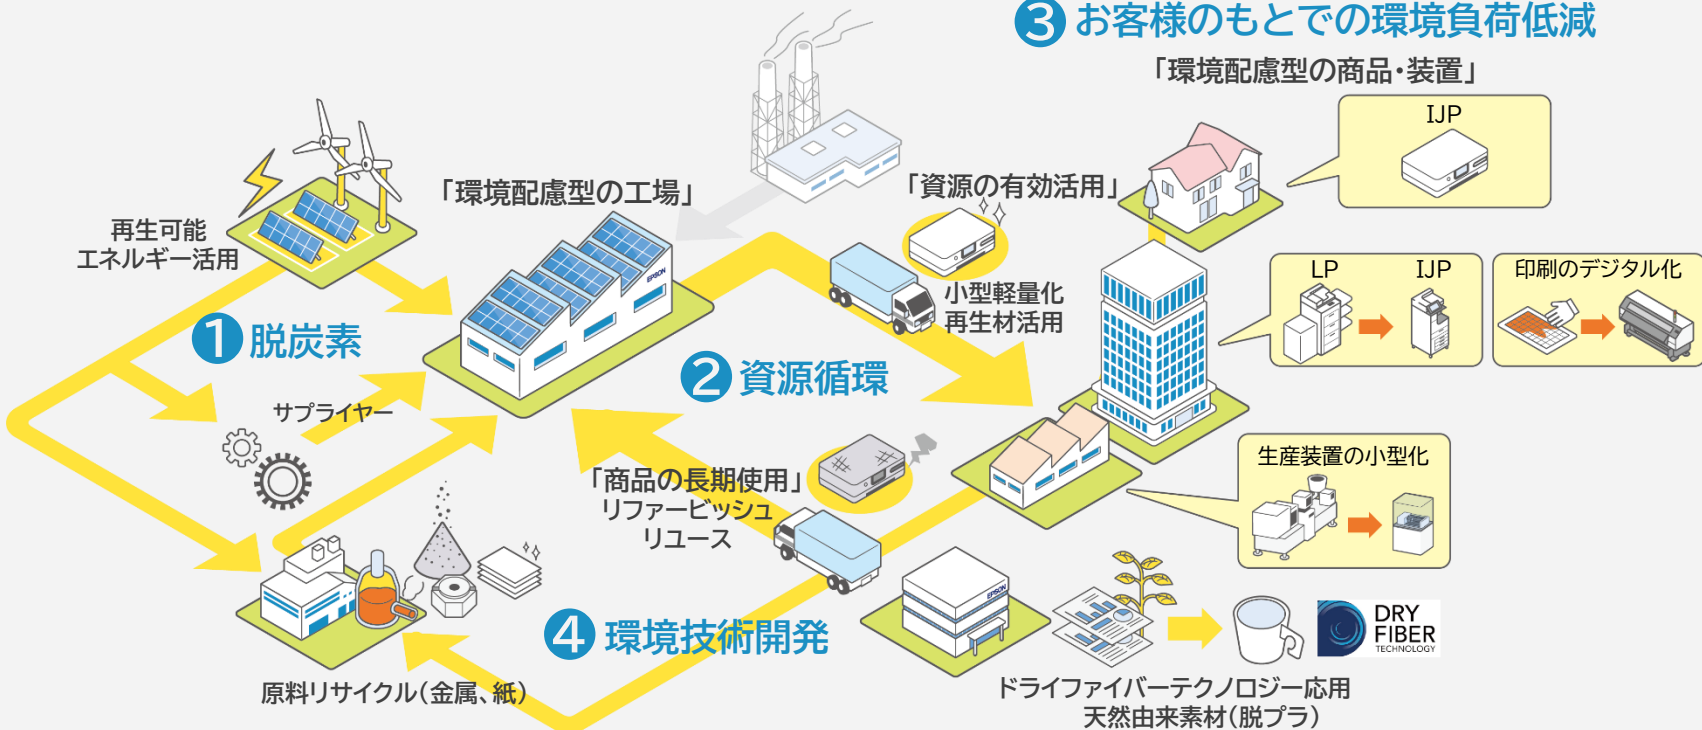 ❸ お客様のもとでの環境負荷低減
「環境配慮型の商品・装置」
IJP
「環境配慮型の工場」
「資源の有効活用」
再生可能
エネルギー活用
EPSON
小型軽量化
再生材活用
LP
IJP
印刷のデジタル化
❶ 脱炭素
❷ 資源循環
サプライヤー
「商品の長期使用」
リファービッシュ
リユース
生産装置の小型化
EPSON
❹ 環境技術開発
DRY
FIBER
TECHNOLOGY
原料リサイクル(金属、紙)
ドライファイバーテクノロジー応用
天然由来素材(脱プラ)